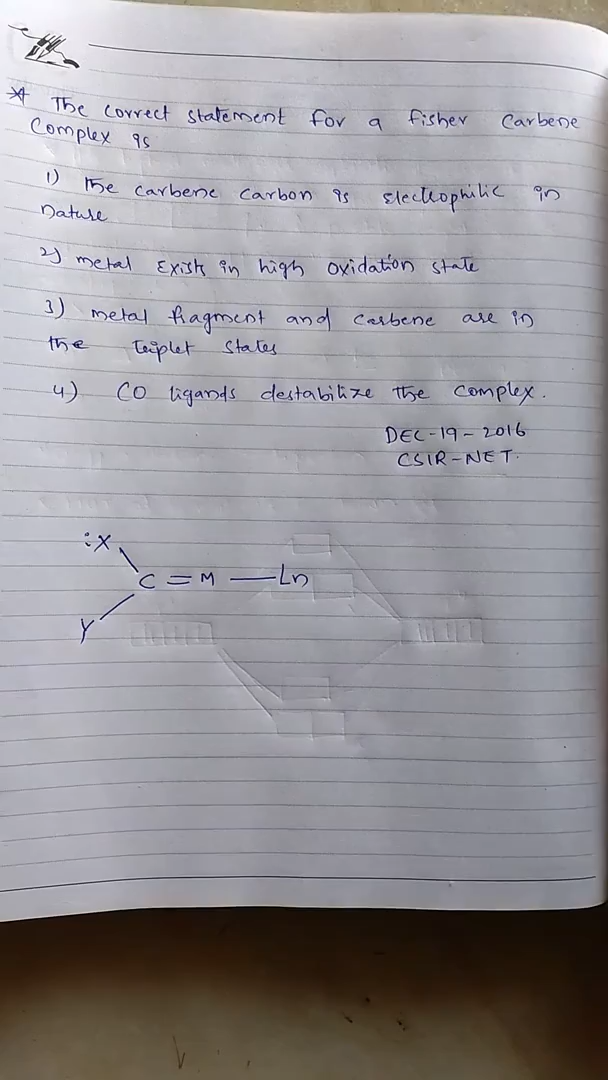 * The correct statement for a fisher carbene
Complex is
1) The carbene carbon is electrophilic in
nature
2) metal Exists in high oxidation state
3) metal fragment and carbene are in
the triplet states
4) CO ligands destabilize the complex.
DEC-19-2016
CSIR-NET.
:X
C = M — Ln
Y